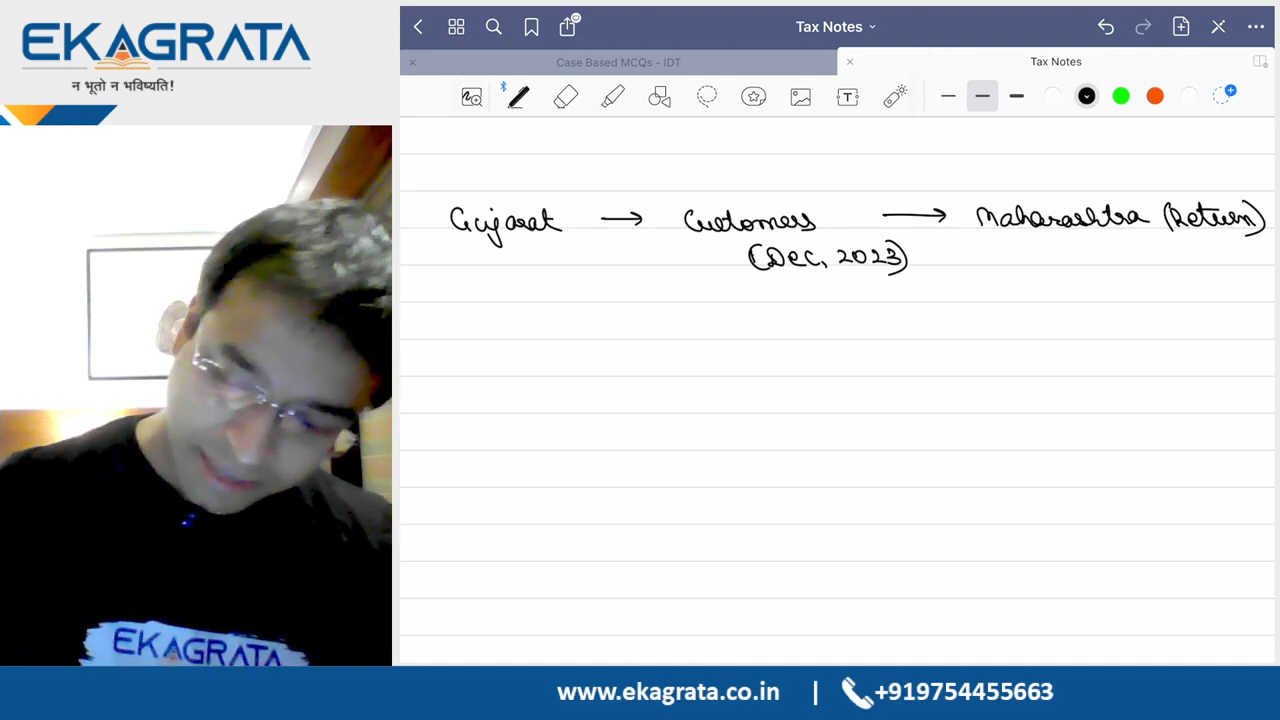 EKAGRATA
न भूतो न भविष्यति!
Tax Notes
Case Based MCQs - IDT
Tax Notes
T
Gujarat → Customers → Maharashtra (Return)
(Dec, 2023)
EKAGRATA
www.ekagrata.co.in | +919754455663